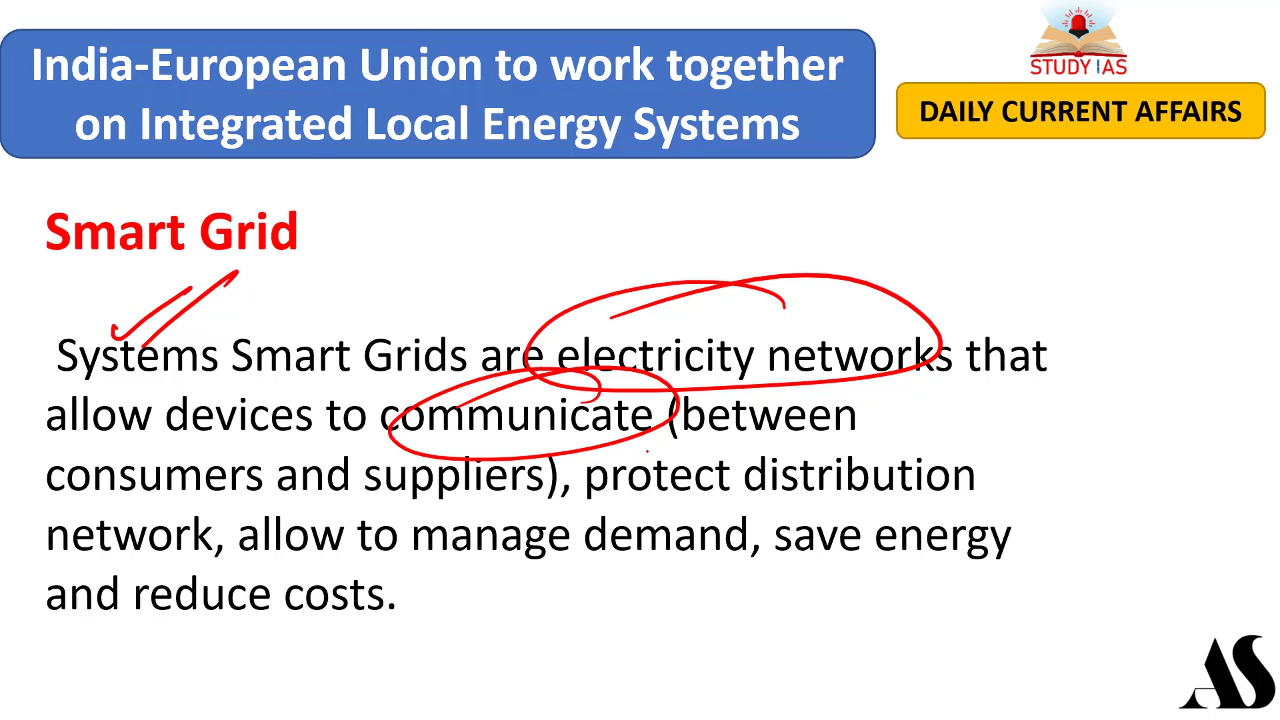 India-European Union to work together
on Integrated Local Energy Systems
STUDY IAS
DAILY CURRENT AFFAIRS
Smart Grid
Systems Smart Grids are electricity networks that
allow devices to communicate (between
consumers and suppliers), protect distribution
network, allow to manage demand, save energy
and reduce costs.
AS